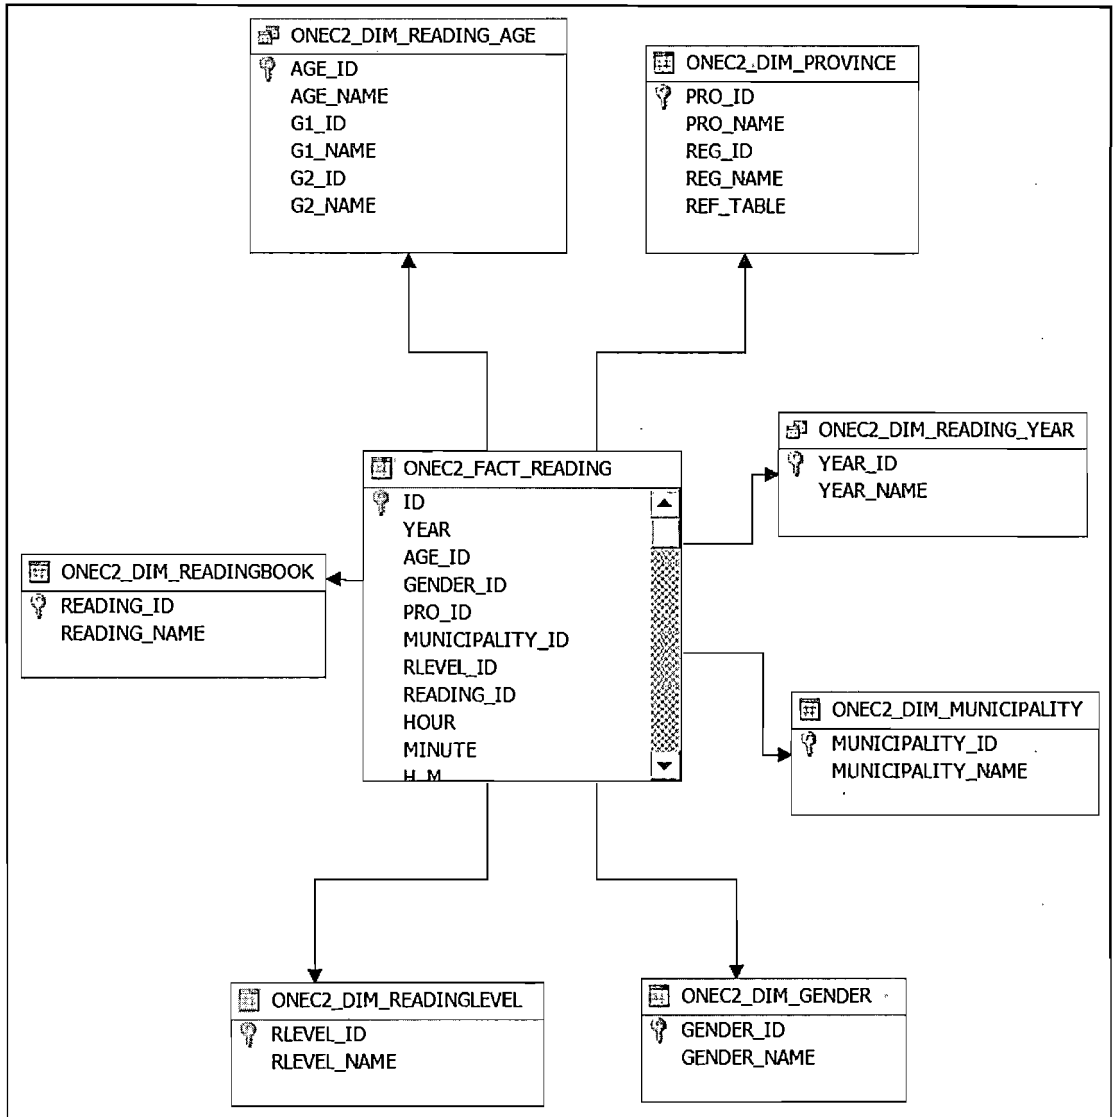 ONEC2_DIM_READING_AGE
AGE_ID
AGE_NAME
G1_ID
G1_NAME
G2_ID
G2_NAME
ONEC2_DIM_PROVINCE
PRO_ID
PRO_NAME
REG_ID
REG_NAME
REF_TABLE
ONEC2_DIM_READING_YEAR
YEAR_ID
YEAR_NAME
ONEC2_FACT_READING
ID
YEAR
AGE_ID
GENDER_ID
PRO_ID
MUNICIPALITY_ID
RLEVEL_ID
READING_ID
HOUR
MINUTE
H_M
ONEC2_DIM_READINGBOOK
READING_ID
READING_NAME
ONEC2_DIM_MUNICIPALITY
MUNICIPALITY_ID
MUNICIPALITY_NAME
ONEC2_DIM_READINGLEVEL
RLEVEL_ID
RLEVEL_NAME
ONEC2_DIM_GENDER
GENDER_ID
GENDER_NAME